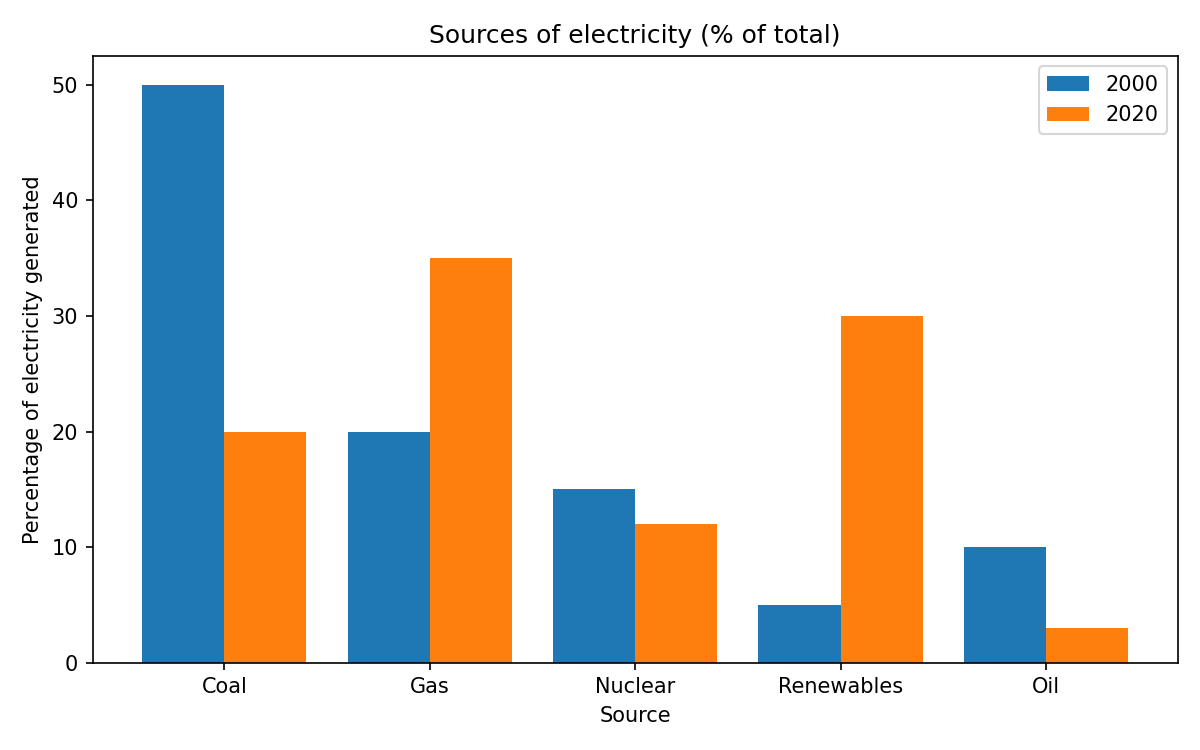 Sources of electricity (% of total)
2000
2020
Percentage of electricity generated
50
40
30
20
10
0
Coal
Gas
Nuclear
Renewables
Oil
Source